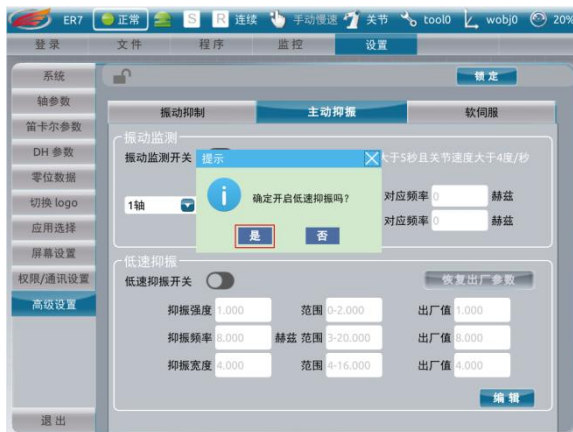 ER7 正常 S R 连续 手动慢速 关节 tool0 wobj0 20%
登录 文件 程序 监控 设置
系统
轴参数
笛卡尔参数
DH 参数
零位数据
切换 logo
应用选择
屏幕设置
权限/通讯设置
高级设置
退出
锁定
振动抑制 主动抑振 软伺服
振动监测
振动监测开关 大于5秒且关节速度大于4度/秒
1轴 对应频率 0 赫兹
对应频率 0 赫兹
提示
确定开启低速抑振吗?
是 否
低速抑振
低速抑振开关 恢复出厂参数
抑振强度 1.000 范围 0-2.000 出厂值 1.000
抑振频率 8.000 赫兹 范围 3-20.000 出厂值 8.000
抑振宽度 4.000 范围 4-16.000 出厂值 4.000
编辑